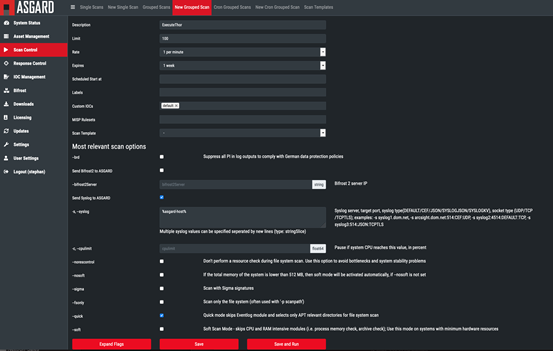 ASGARD
Single Scans New Single Scan Grouped Scans New Grouped Scan Cron Grouped Scans New Cron Grouped Scan Scan Templates
System Status
Asset Management
Scan Control
Response Control
IOC Management
Bifrost
Downloads
Licensing
Updates
Settings
User Settings
Logout (stephan)
Description ExecuteThor
Limit 100
Rate 1 per minute
Expires 1 week
Scheduled Start at
Labels
Custom IOCs default x
MISP Rulesets
Scan Template -
Most relevant scan options
--brd Suppress all PI in log outputs to comply with German data protection policies
Send Bifrost2 to ASGARD
--bifrost2Server bifrost2Server string Bifrost 2 server IP
Send Syslog to ASGARD
-s, --syslog %asgard-host%
Syslog server, target port, syslog type(DEFAULT/CEF/JSON/SYSLOGJSON/SYSLOGKV), socket type (UDP/TCP
/TCPTLS), examples: -s syslog1.dom.net, -s arcsight.dom.net:514:CEF:UDP, -s syslog2:4514:DEFAULT:TCP, -s
syslog3:514:JSON:TCPTLS
Multiple syslog values can be specified seperated by new lines (type: stringSlice)
-c, --cpulimit cpulimit float64 Pause if system CPU reaches this value, in percent
--norescontrol Don't perform a resource check during file system scan. Use this option to avoid bottlenecks and system stability problems
--nosoft If the total memory of the system is lower than 512 MB, then soft mode will be activated automatically, if --nosoft is not set
--sigma Scan with Sigma signatures
--fsonly Scan only the file system (often used with '-p scanpath')
--quick Quick mode skips Eventlog module and selects only APT relevant directories for file system scan
--soft Soft Scan Mode - skips CPU and RAM intensive modules (i.e. process memory check, archive check); Use this mode on systems with minimum hardware resources
Expand Flags Save Save and Run